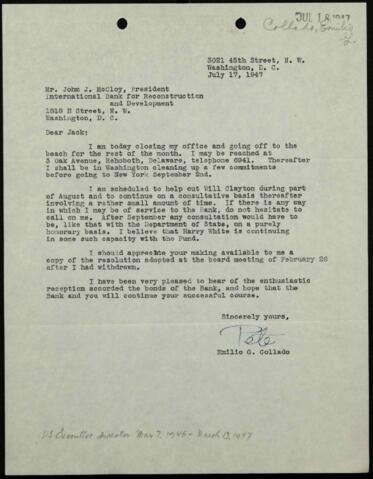 JUL 18 1947
Collado, Emilio
2.
3021 45th Street, N. W.
Washington, D. C.
July 17, 1947
Mr. John J. McCloy, President
International Bank for Reconstruction
and Development
1818 H Street, N. W.
Washington, D. C.
Dear Jack:
I am today closing my office and going off to the
beach for the rest of the month. I may be reached at
3 Oak Avenue, Rehoboth, Delaware, telephone 6941. Thereafter
I shall be in Washington cleaning up a few commitments
before going to New York September 2nd.
I am scheduled to help out Will Clayton during part
of August and to continue on a consultative basis thereafter
involving a rather small amount of time. If there is any
way in which I may be of service to the Bank, do not hesitate to
call on me. After September any consultation would have to
be, like that with the Department of State, on a purely
honorary basis. I believe that Harry White is continuing
in some such capacity with the Fund.
I should appreciate your making available to me a
copy of the resolution adopted at the board meeting of February 28
after I had withdrawn.
I have been very pleased to hear of the enthusiastic
reception accorded the bonds of the Bank, and hope that the
Bank and you will continue your successful course.
Sincerely yours,
Pete
Emilio G. Collado
US Executive director May 7, 1946 - March 13, 1947